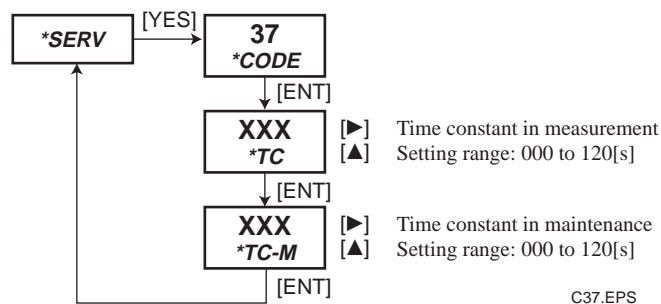 *SERV
[YES]
37
*CODE
[ENT]
XXX
*TC
[▶] Time constant in measurement
[▲] Setting range: 000 to 120[s]
[ENT]
XXX
*TC-M
[▶] Time constant in maintenance
[▲] Setting range: 000 to 120[s]
[ENT]
C37.EPS